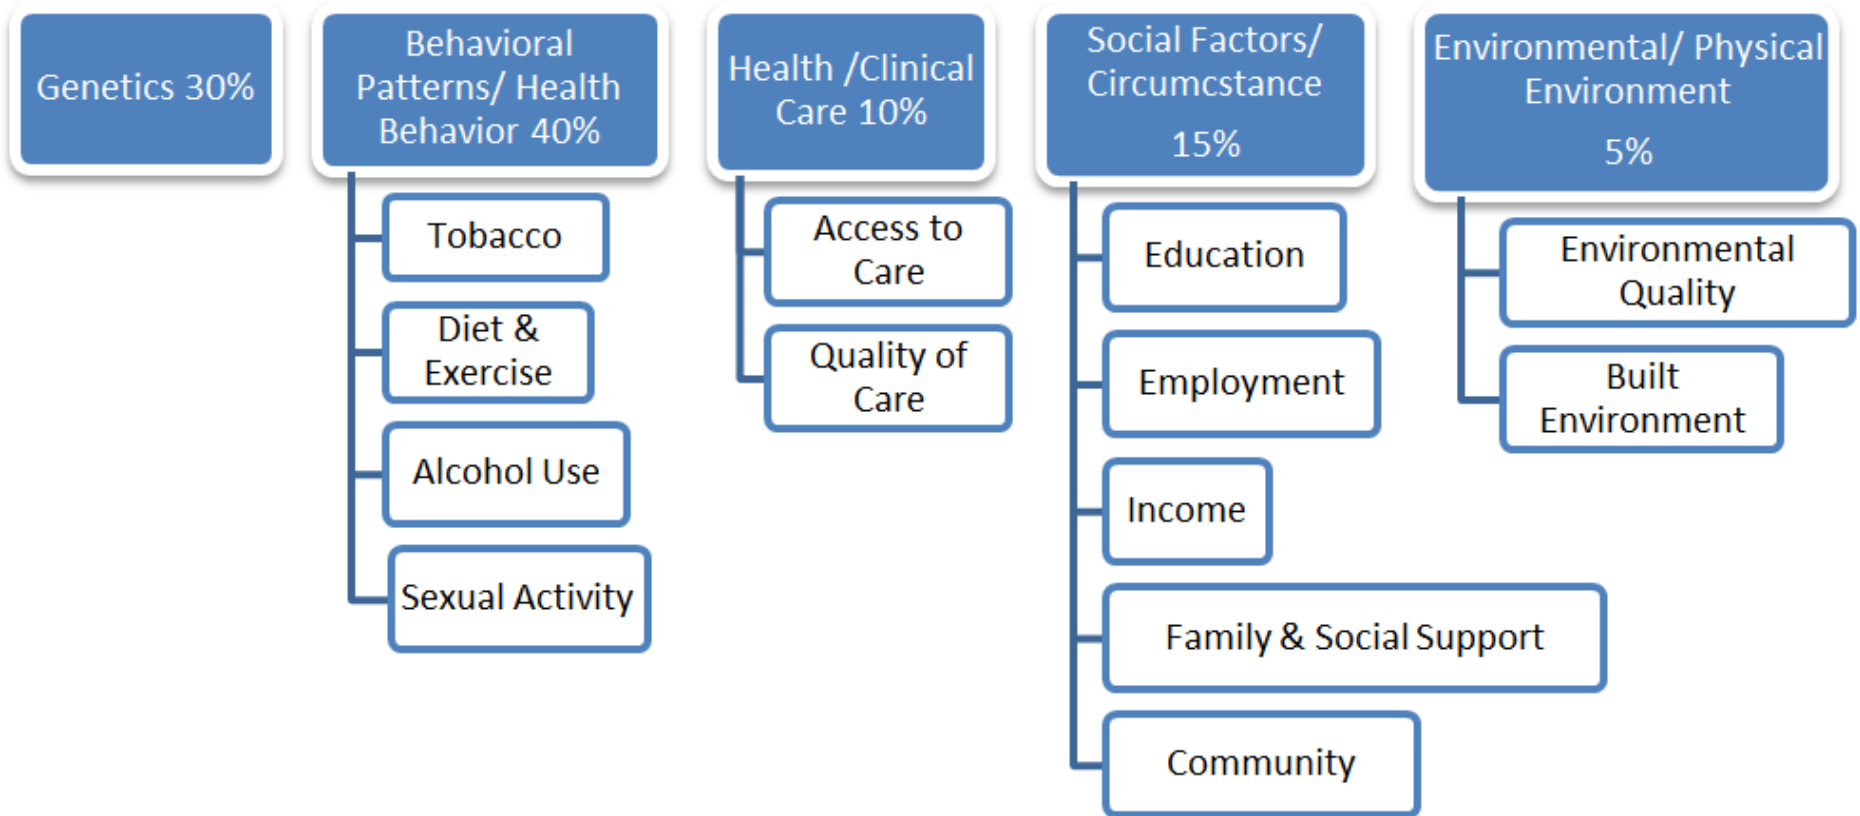 Genetics 30%
Behavioral
Patterns/ Health
Behavior 40%
Tobacco
Diet &
Exercise
Alcohol Use
Sexual Activity
Health /Clinical
Care 10%
Access to
Care
Quality of
Care
Social Factors/
Circumcstance
15%
Education
Employment
Income
Family & Social Support
Community
Environmental/ Physical
Environment
5%
Environmental
Quality
Built
Environment